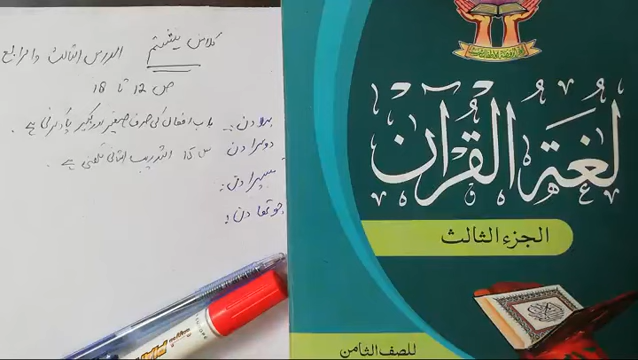 کلاس ہیفتم الدرس الثالث والرابع
ص 12 تا 18
پہلا دن:- باب افعال کی صرف صغیر اور کبیر یاد کرنی ہے۔
دوسرا دن ص 15 التدریب الثانی لکھنی ہے۔
تیسرا دن:
چوتھا دن:
لغة القرآن
الجزء الثالث
للصف الثامن